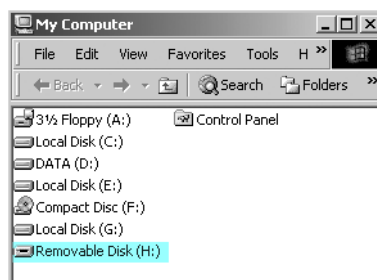 My Computer
File Edit View Favorites Tools H »
Back Search Folders »
3½ Floppy (A:) Control Panel
Local Disk (C:)
DATA (D:)
Local Disk (E:)
Compact Disc (F:)
Local Disk (G:)
Removable Disk (H:)